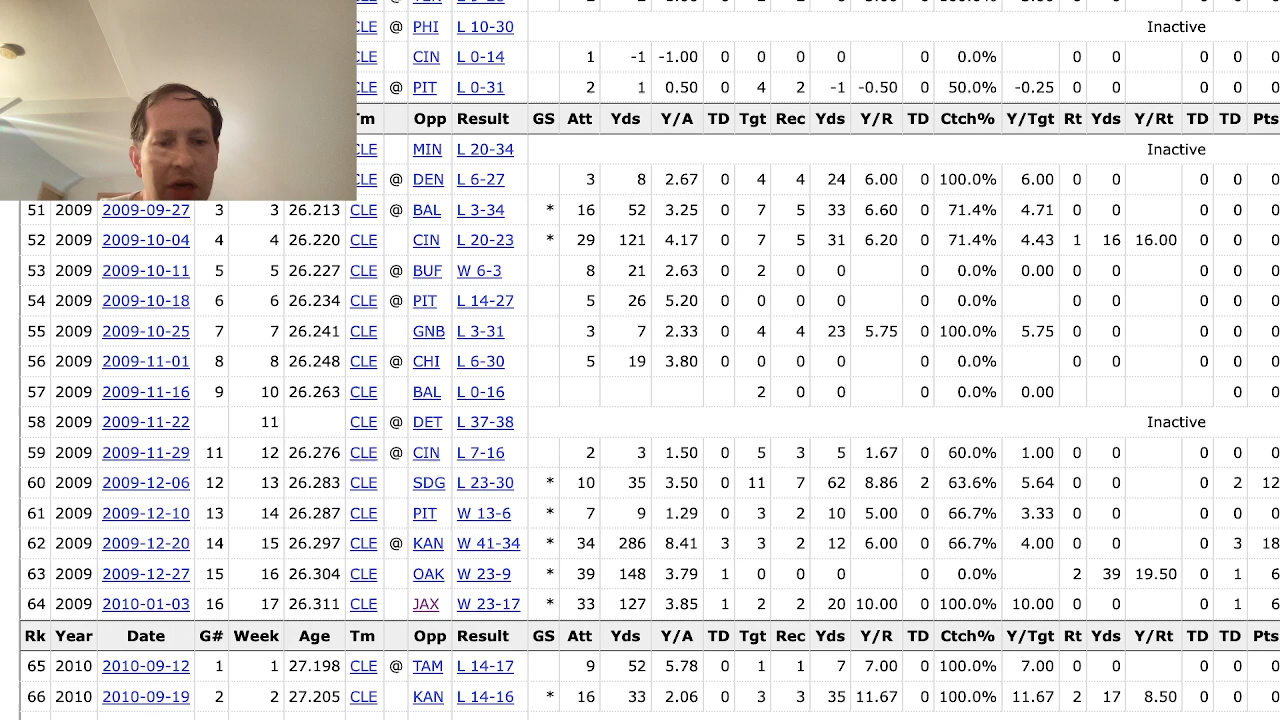 CLE @ PHI L 10-30 Inactive
CLE CIN L 0-14 1 -1 -1.00 0 0 0 0 0 0.0% 0 0 0 0 0
CLE @ PIT L 0-31 2 1 0.50 0 4 2 -1 -0.50 0 50.0% -0.25 0 0 0 0 0
Tm Opp Result GS Att Yds Y/A TD Tgt Rec Yds Y/R TD Ctch% Y/Tgt Rt Yds Y/Rt TD TD Pts
CLE MIN L 20-34 Inactive
CLE @ DEN L 6-27 3 8 2.67 0 4 4 24 6.00 0 100.0% 6.00 0 0 0 0 0
51 2009 2009-09-27 3 3 26.213 CLE @ BAL L 3-34 * 16 52 3.25 0 7 5 33 6.60 0 71.4% 4.71 0 0 0 0 0
52 2009 2009-10-04 4 4 26.220 CLE CIN L 20-23 * 29 121 4.17 0 7 5 31 6.20 0 71.4% 4.43 1 16 16.00 0 0 0
53 2009 2009-10-11 5 5 26.227 CLE @ BUF W 6-3 8 21 2.63 0 2 0 0 0 0.0% 0.00 0 0 0 0 0
54 2009 2009-10-18 6 6 26.234 CLE @ PIT L 14-27 5 26 5.20 0 0 0 0 0 0.0% 0 0 0 0 0
55 2009 2009-10-25 7 7 26.241 CLE GNB L 3-31 3 7 2.33 0 4 4 23 5.75 0 100.0% 5.75 0 0 0 0 0
56 2009 2009-11-01 8 8 26.248 CLE @ CHI L 6-30 5 19 3.80 0 0 0 0 0 0.0% 0 0 0 0 0
57 2009 2009-11-16 9 10 26.263 CLE BAL L 0-16 2 0 0 0 0.0% 0.00 0 0
58 2009 2009-11-22 11 CLE @ DET L 37-38 Inactive
59 2009 2009-11-29 11 12 26.276 CLE @ CIN L 7-16 2 3 1.50 0 5 3 5 1.67 0 60.0% 1.00 0 0 0 0 0
60 2009 2009-12-06 12 13 26.283 CLE SDG L 23-30 * 10 35 3.50 0 11 7 62 8.86 2 63.6% 5.64 0 0 0 2 12
61 2009 2009-12-10 13 14 26.287 CLE PIT W 13-6 * 7 9 1.29 0 3 2 10 5.00 0 66.7% 3.33 0 0 0 0 0
62 2009 2009-12-20 14 15 26.297 CLE @ KAN W 41-34 * 34 286 8.41 3 3 2 12 6.00 0 66.7% 4.00 0 0 0 3 18
63 2009 2009-12-27 15 16 26.304 CLE OAK W 23-9 * 39 148 3.79 1 0 0 0 0 0.0% 2 39 19.50 0 1 6
64 2009 2010-01-03 16 17 26.311 CLE JAX W 23-17 * 33 127 3.85 1 2 2 20 10.00 0 100.0% 10.00 0 0 0 1 6
Rk Year Date G# Week Age Tm Opp Result GS Att Yds Y/A TD Tgt Rec Yds Y/R TD Ctch% Y/Tgt Rt Yds Y/Rt TD TD Pts
65 2010 2010-09-12 1 1 27.198 CLE @ TAM L 14-17 9 52 5.78 0 1 1 7 7.00 0 100.0% 7.00 0 0 0 0 0
66 2010 2010-09-19 2 2 27.205 CLE KAN L 14-16 * 16 33 2.06 0 3 3 35 11.67 0 100.0% 11.67 2 17 8.50 0 0 0